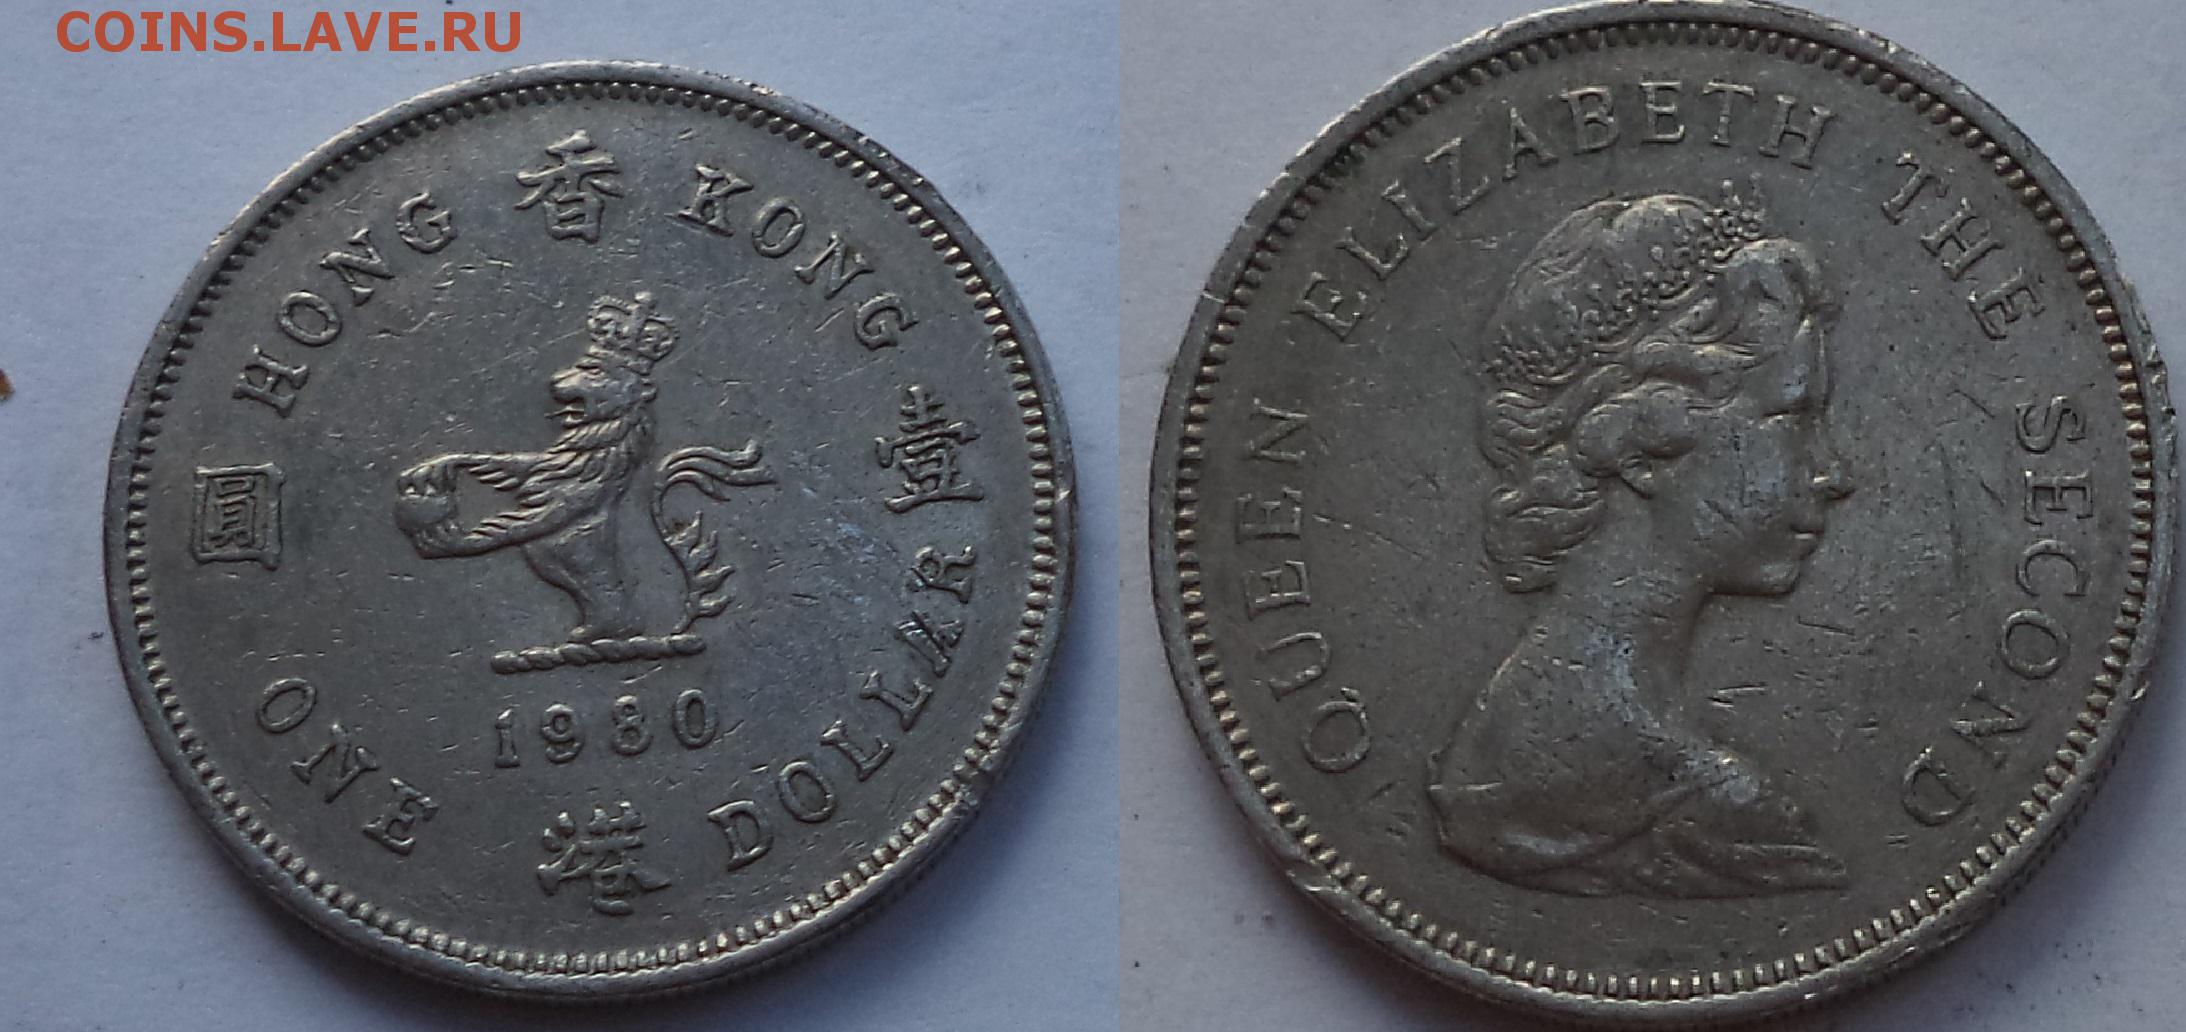 COINS.LAVE.RU
HONG 香 KONG
圓 壹
1980
ONE 港 DOLLAR
QUEEN ELIZABETH THE SECOND